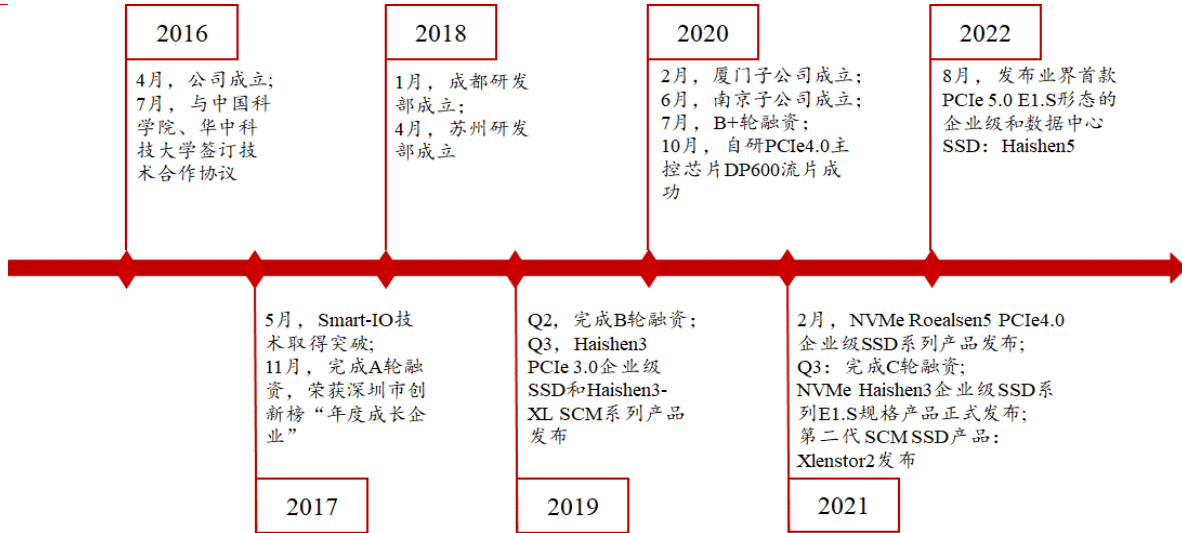 2016
4月，公司成立;
7月，与中国科
学院、华中科
技大学签订技
术合作协议
2018
1月，成都研发
部成立；
4月，苏州研发
部成立
2020
2月，厦门子公司成立；
6月，南京子公司成立；
7月，B+轮融资；
10月，自研PCIe4.0主
控芯片DP600流片成
功
2022
8月，发布业界首款
PCIe 5.0 E1.S形态的
企业级和数据中心
SSD：Haishen5
5月，Smart-IO技
术取得突破;
11月，完成A轮融
资，荣获深圳市创
新榜“年度成长企
业”
2017
Q2，完成B轮融资；
Q3，Haishen3
PCIe 3.0企业级
SSD和Haishen3-
XL SCM系列产品
发布
2019
2月，NVMe Roealsen5 PCIe4.0
企业级SSD系列产品发布;
Q3：完成C轮融资;
NVMe Haishen3企业级SSD系
列E1.S规格产品正式发布;
第二代SCM SSD产品：
Xlenstor2发布
2021